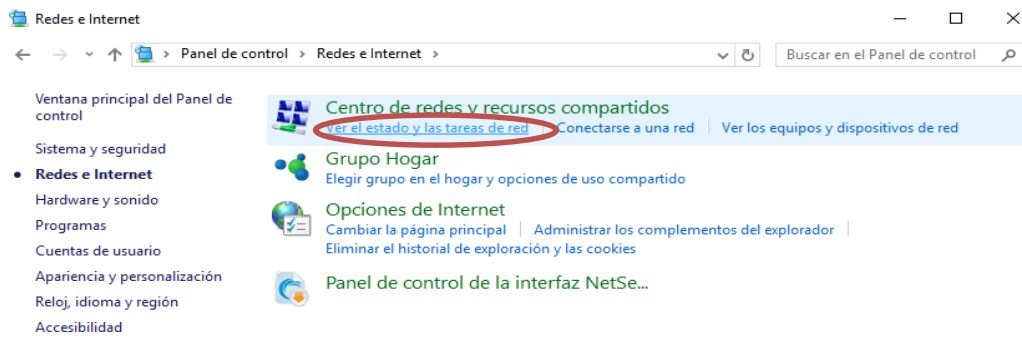 Redes e Internet
Panel de control > Redes e Internet >
Buscar en el Panel de control
Ventana principal del Panel de
control
Sistema y seguridad
Redes e Internet
Hardware y sonido
Programas
Cuentas de usuario
Apariencia y personalización
Reloj, idioma y región
Accesibilidad
Centro de redes y recursos compartidos
Ver el estado y las tareas de red | Conectarse a una red | Ver los equipos y dispositivos de red
Grupo Hogar
Elegir grupo en el hogar y opciones de uso compartido
Opciones de Internet
Cambiar la página principal | Administrar los complementos del explorador |
Eliminar el historial de exploración y las cookies
Panel de control de la interfaz NetSe...